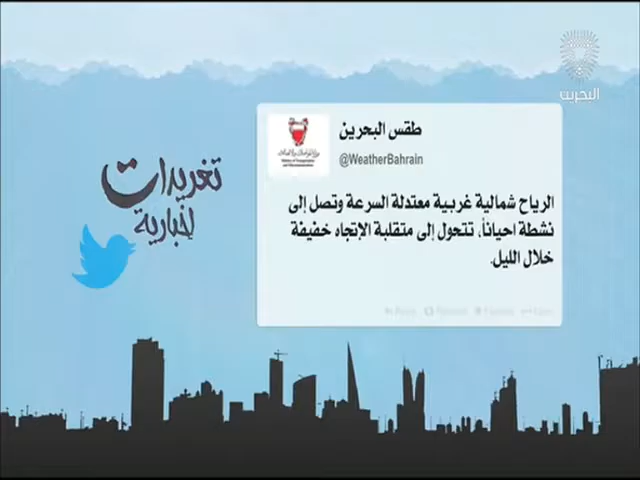 البحرين
طقس البحرين
@WeatherBahrain
تغريدات
إخبارية
الرياح شمالية غربية معتدلة السرعة وتصل إلى
نشطة احياناً، تتحول إلى متقلبة الإتجاه خفيفة
خلال الليل.